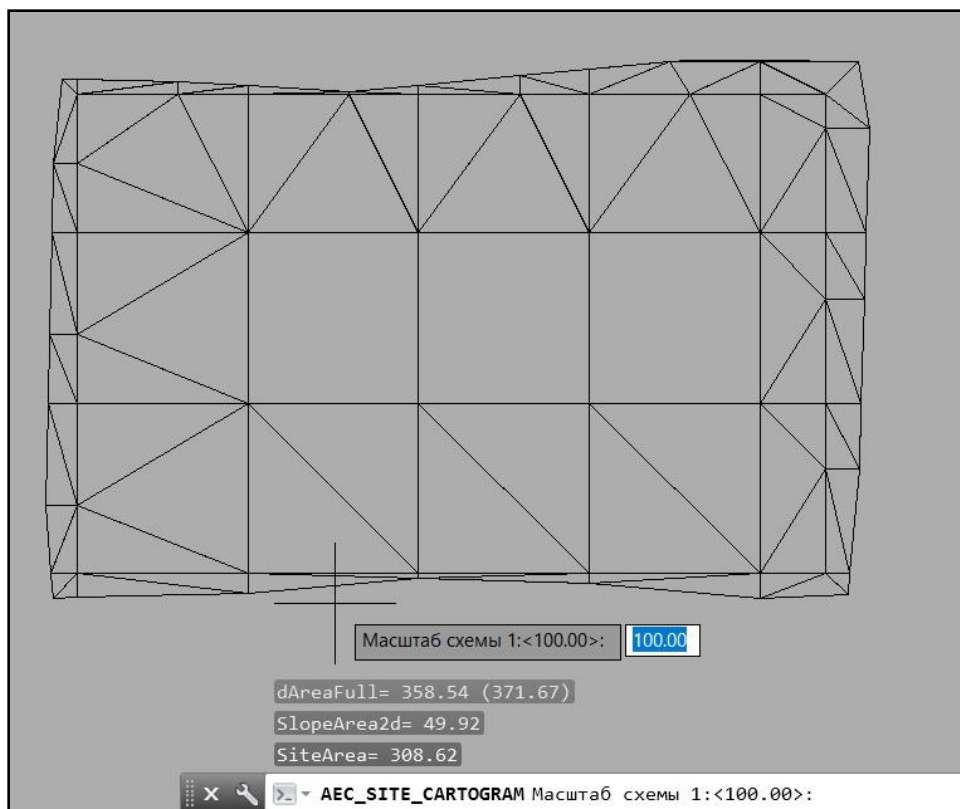 Масштаб схемы 1:<100.00>: 100.00
dAreaFull= 358.54 (371.67)
SlopeArea2d= 49.92
SiteArea= 308.62
AEC_SITE_CARTOGRAM Масштаб схемы 1:<100.00>: